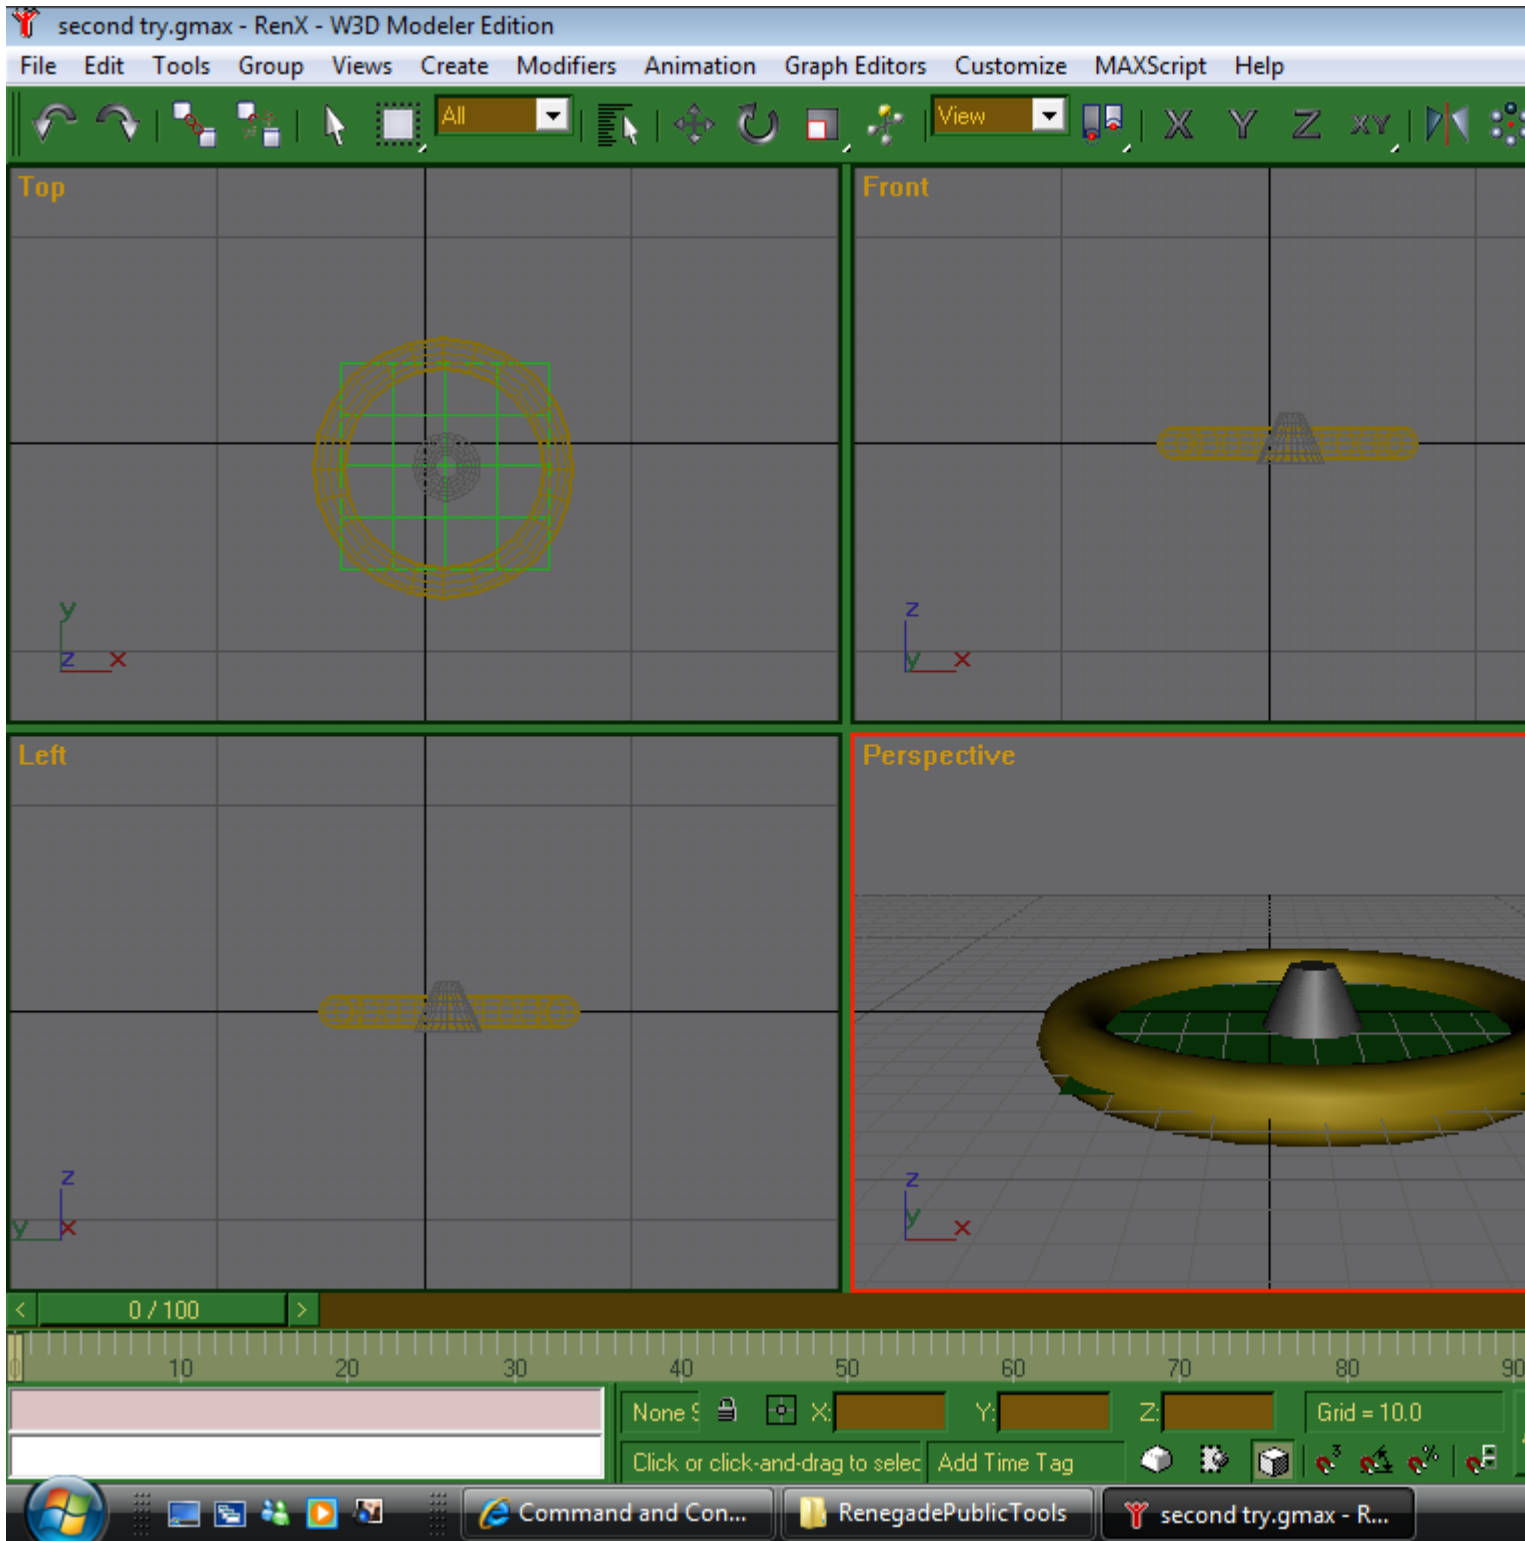 second try.gmax - RenX - W3D Modeler Edition
File Edit Tools Group Views Create Modifiers Animation Graph Editors Customize MAXScript Help
All View X Y Z XY
Top Front
y z
z x y x
Left Perspective
z z
y x y x
< 0 / 100 >
0 10 20 30 40 50 60 70 80 90
None S X: Y: Z: Grid = 10.0
Click or click-and-drag to selec Add Time Tag 3 %
Command and Con... RenegadePublicTools second try.gmax - R...